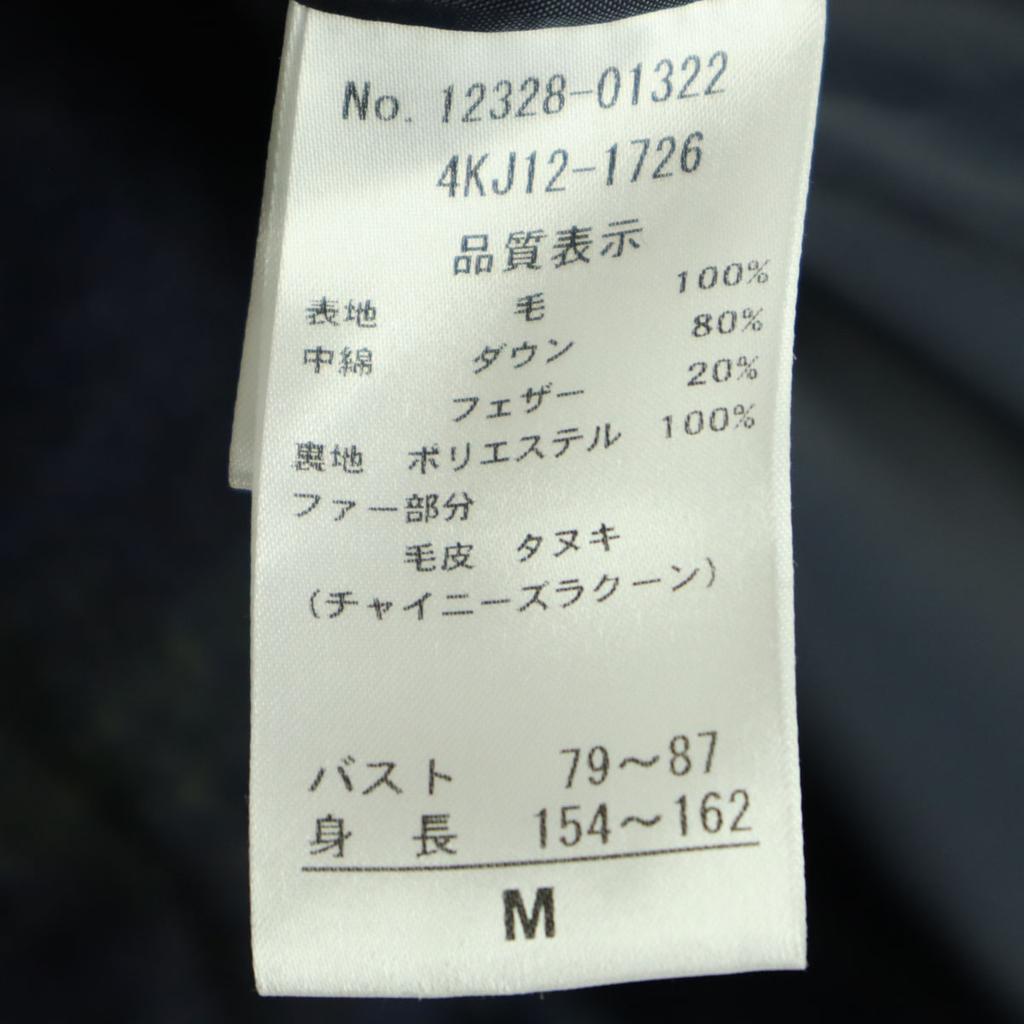 No. 12328-01322
4KJ12-1726
品質表示
表地 毛 100%
中綿 ダウン 80%
フェザー 20%
裏地 ポリエステル 100%
ファー部分
毛皮 タヌキ
(チャイニーズラクーン)
バスト 79～87
身長 154～162
M